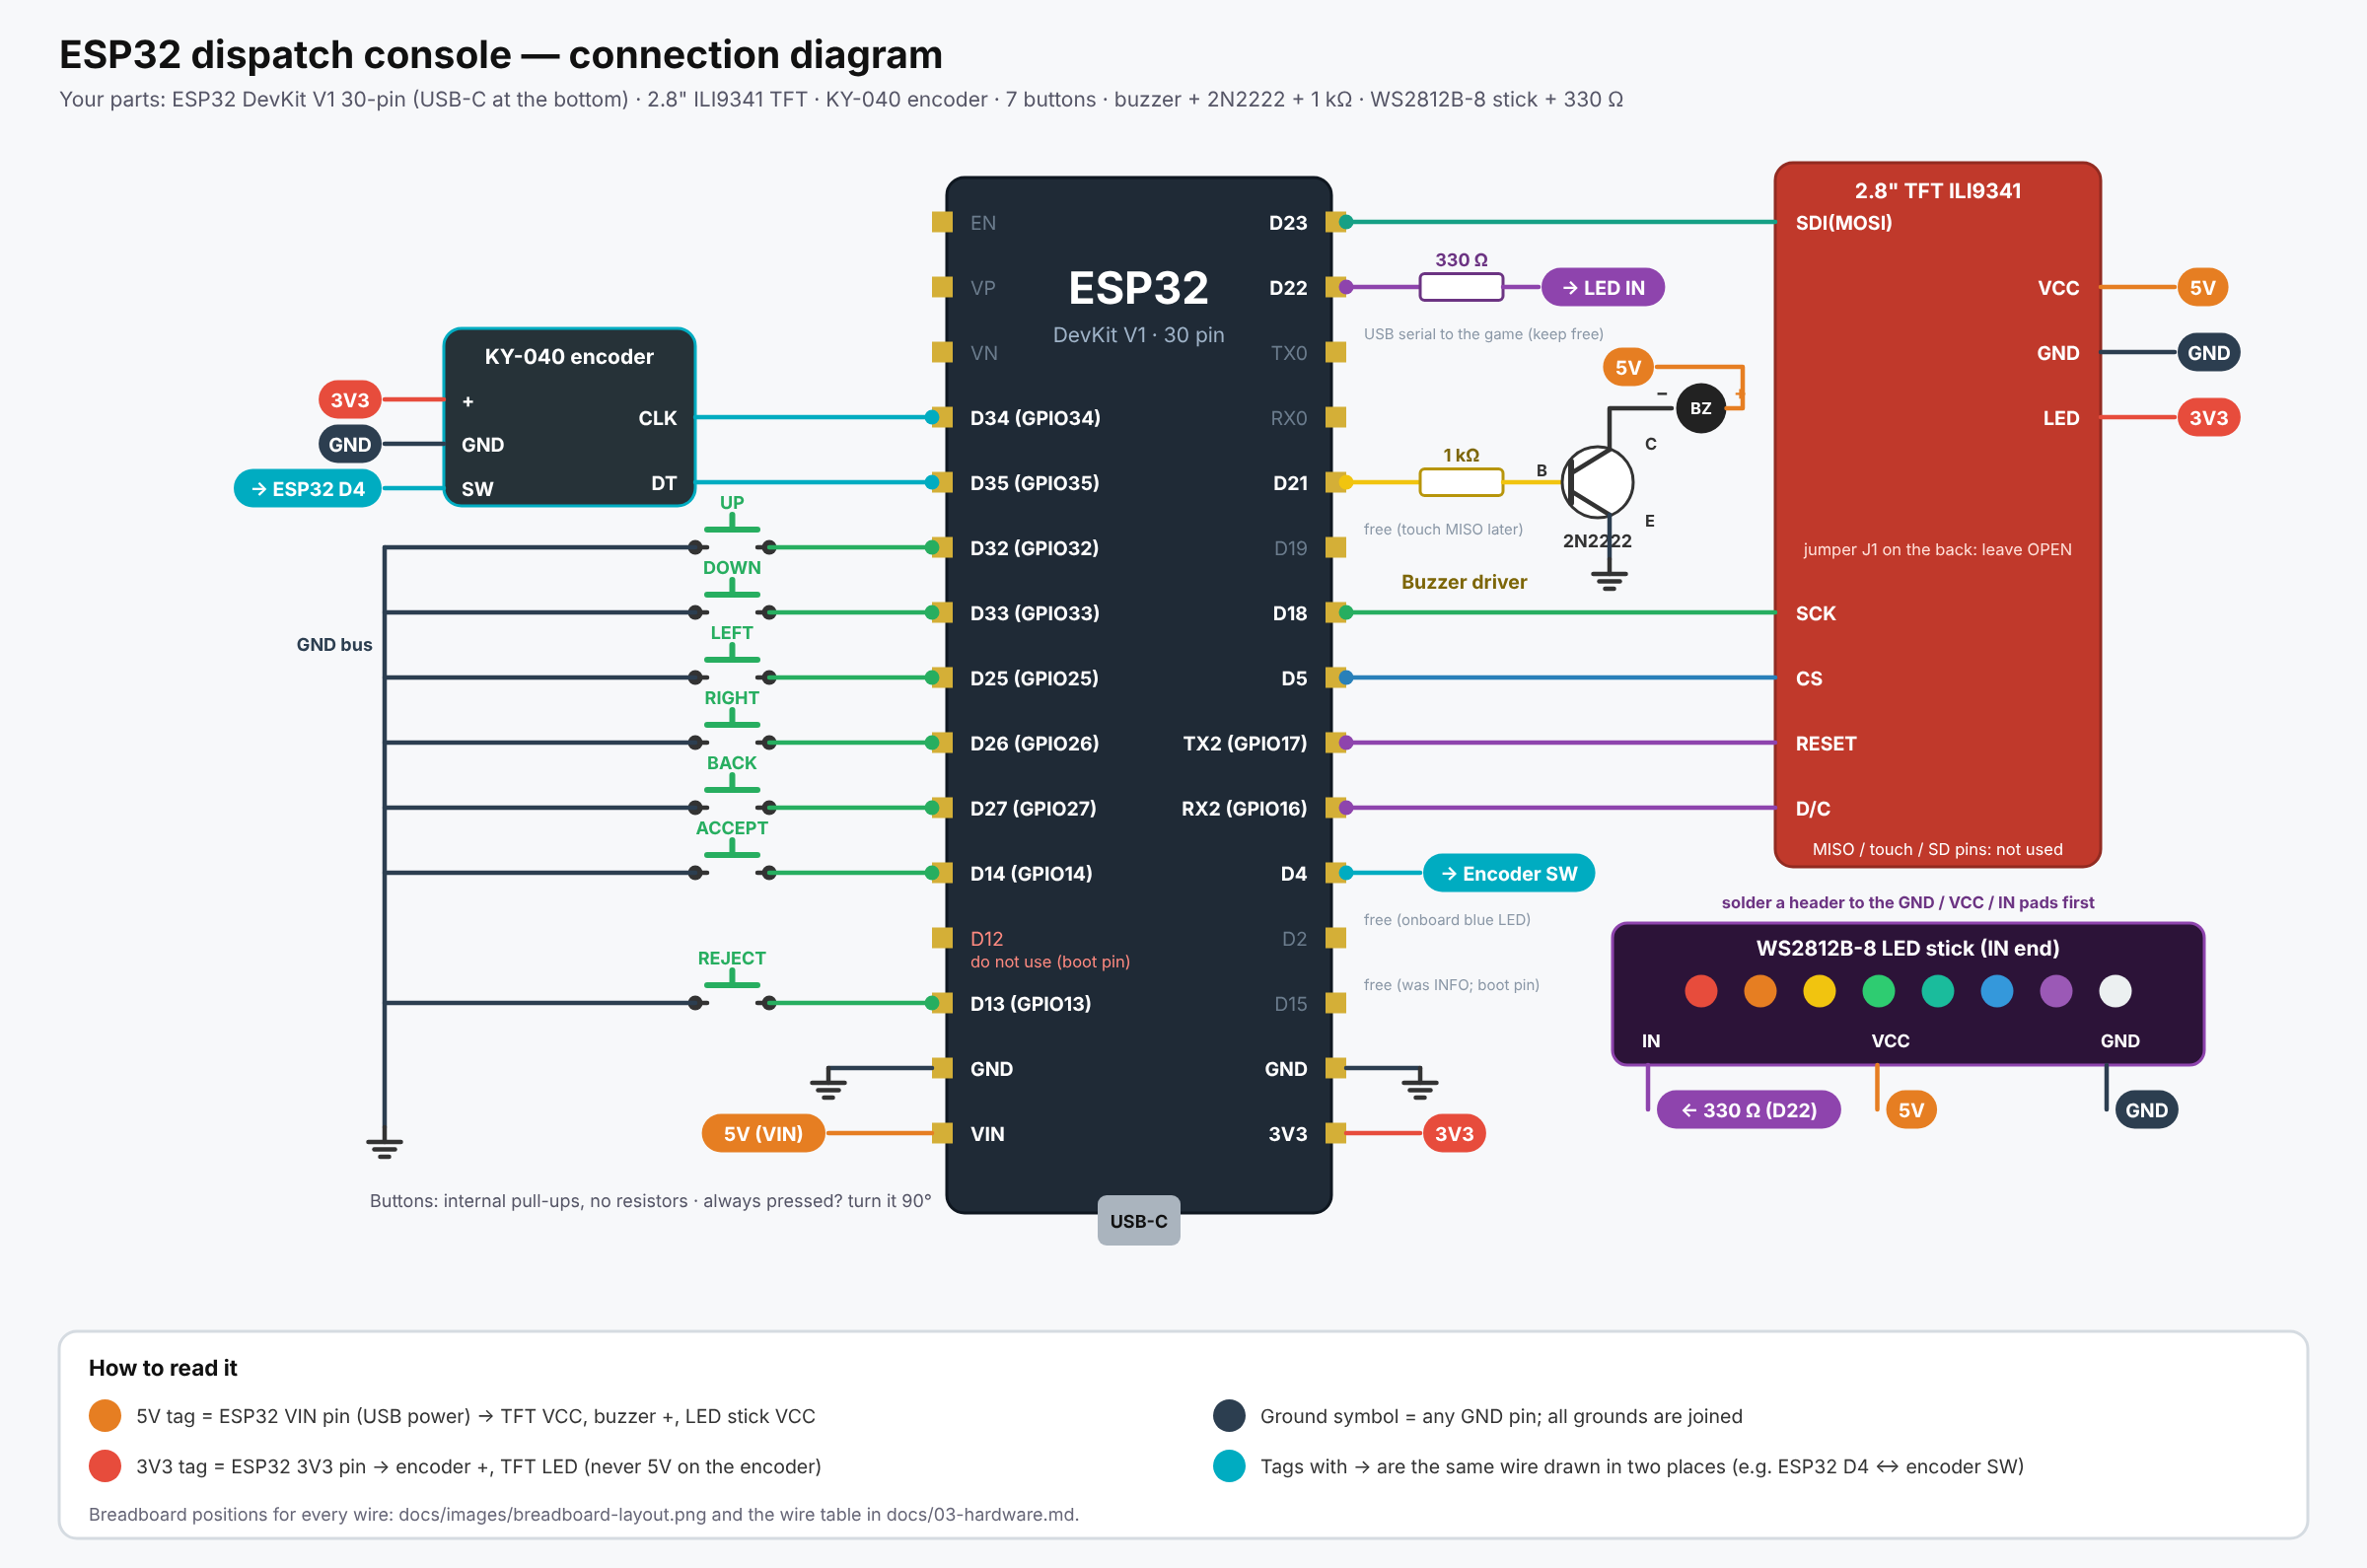 ESP32 dispatch console — connection diagram
Your parts: ESP32 DevKit V1 30-pin (USB-C at the bottom) · 2.8" ILI9341 TFT · KY-040 encoder · 7 buttons · buzzer + 2N2222 + 1 kΩ · WS2812B-8 stick + 330 Ω
KY-040 encoder
3V3
+
GND
GND
→ ESP32 D4
SW
CLK
DT
UP
DOWN
LEFT
RIGHT
BACK
ACCEPT
REJECT
GND bus
5V (VIN)
Buttons: internal pull-ups, no resistors · always pressed? turn it 90°
ESP32
DevKit V1 · 30 pin
EN
VP
VN
D34 (GPIO34)
D35 (GPIO35)
D32 (GPIO32)
D33 (GPIO33)
D25 (GPIO25)
D26 (GPIO26)
D27 (GPIO27)
D14 (GPIO14)
D12
do not use (boot pin)
D13 (GPIO13)
GND
VIN
D23
D22
TX0
RX0
D21
D19
D18
D5
TX2 (GPIO17)
RX2 (GPIO16)
D4
D2
D15
GND
3V3
USB-C
330 Ω
→ LED IN
USB serial to the game (keep free)
5V
−
+
BZ
C
1 kΩ
B
E
free (touch MISO later)
2N2222
Buzzer driver
→ Encoder SW
free (onboard blue LED)
free (was INFO; boot pin)
3V3
2.8" TFT ILI9341
SDI(MOSI)
VCC
5V
GND
GND
LED
3V3
jumper J1 on the back: leave OPEN
SCK
CS
RESET
D/C
MISO / touch / SD pins: not used
solder a header to the GND / VCC / IN pads first
WS2812B-8 LED stick (IN end)
IN
VCC
GND
← 330 Ω (D22)
5V
GND
How to read it
5V tag = ESP32 VIN pin (USB power) → TFT VCC, buzzer +, LED stick VCC
Ground symbol = any GND pin; all grounds are joined
3V3 tag = ESP32 3V3 pin → encoder +, TFT LED (never 5V on the encoder)
Tags with → are the same wire drawn in two places (e.g. ESP32 D4 ↔ encoder SW)
Breadboard positions for every wire: docs/images/breadboard-layout.png and the wire table in docs/03-hardware.md.